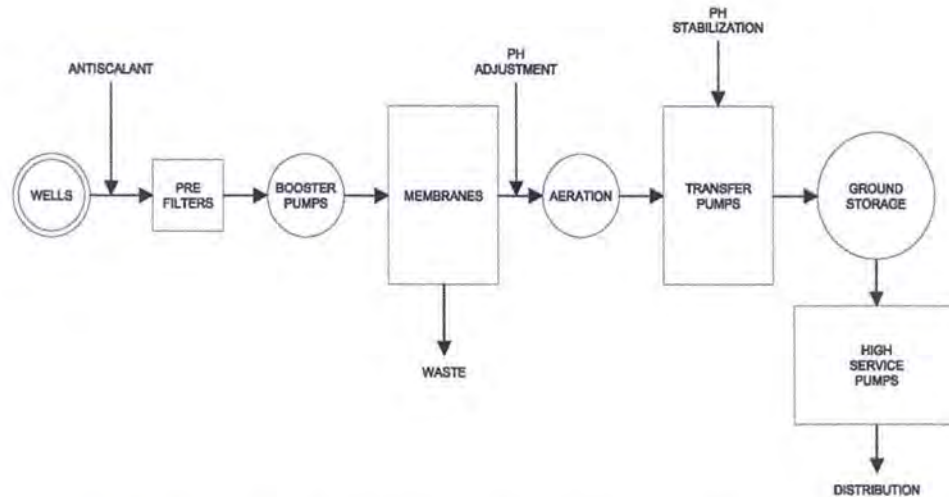 PH
STABILIZATION
ANTISCALANT
PH
ADJUSTMENT
WELLS
PRE
FILTERS
BOOSTER
PUMPS
MEMBRANES
AERATION
TRANSFER
PUMPS
GROUND
STORAGE
WASTE
HIGH
SERVICE
PUMPS
DISTRIBUTION